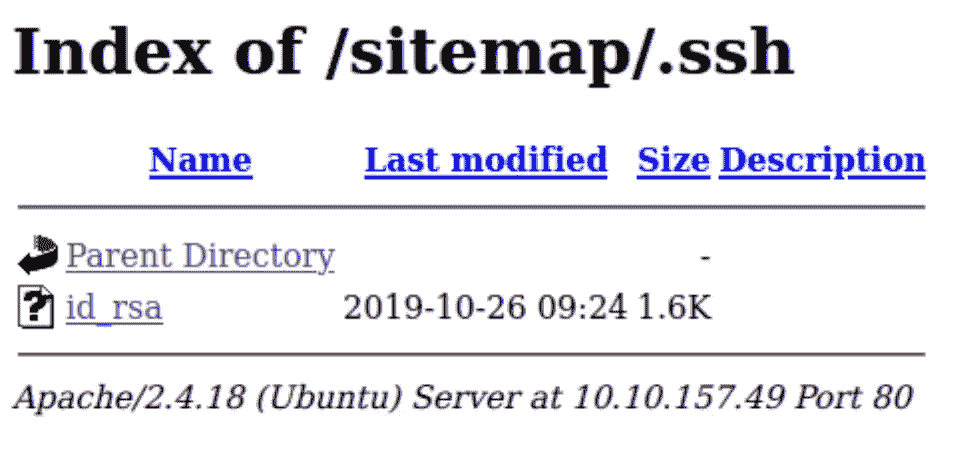 Index of /sitemap/.ssh
Name Last modified Size Description
Parent Directory -
id_rsa 2019-10-26 09:24 1.6K
Apache/2.4.18 (Ubuntu) Server at 10.10.157.49 Port 80